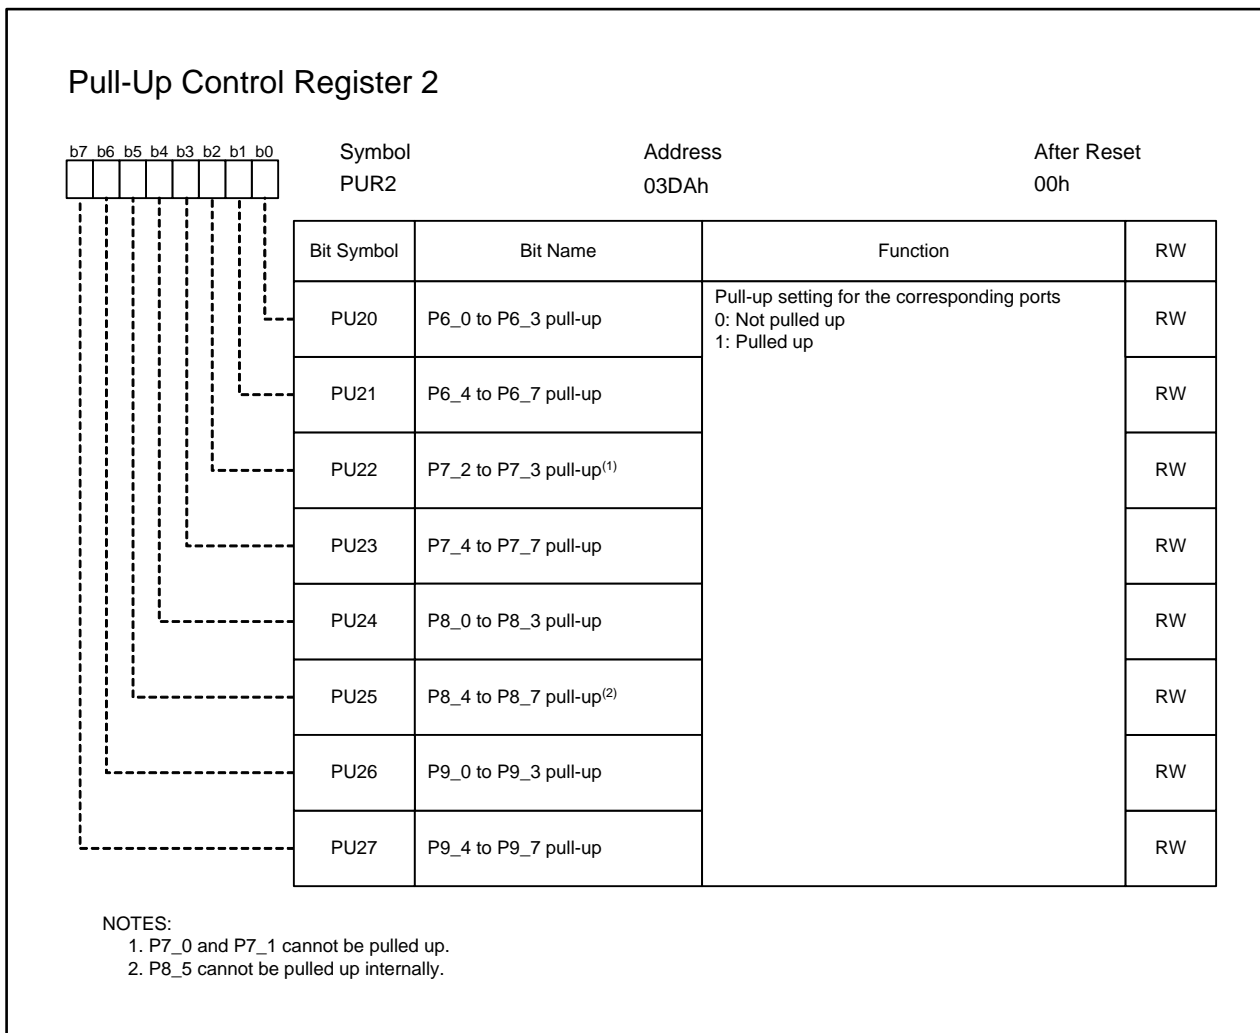 Pull-Up Control Register 2
b7 b6 b5 b4 b3 b2 b1 b0
Symbol Address After Reset
PUR2 03DAh 00h
Bit Symbol Bit Name Function RW
PU20 P6_0 to P6_3 pull-up Pull-up setting for the corresponding ports RW
0: Not pulled up
1: Pulled up
PU21 P6_4 to P6_7 pull-up RW
PU22 P7_2 to P7_3 pull-up(1) RW
PU23 P7_4 to P7_7 pull-up RW
PU24 P8_0 to P8_3 pull-up RW
PU25 P8_4 to P8_7 pull-up(2) RW
PU26 P9_0 to P9_3 pull-up RW
PU27 P9_4 to P9_7 pull-up RW
NOTES:
1. P7_0 and P7_1 cannot be pulled up.
2. P8_5 cannot be pulled up internally.